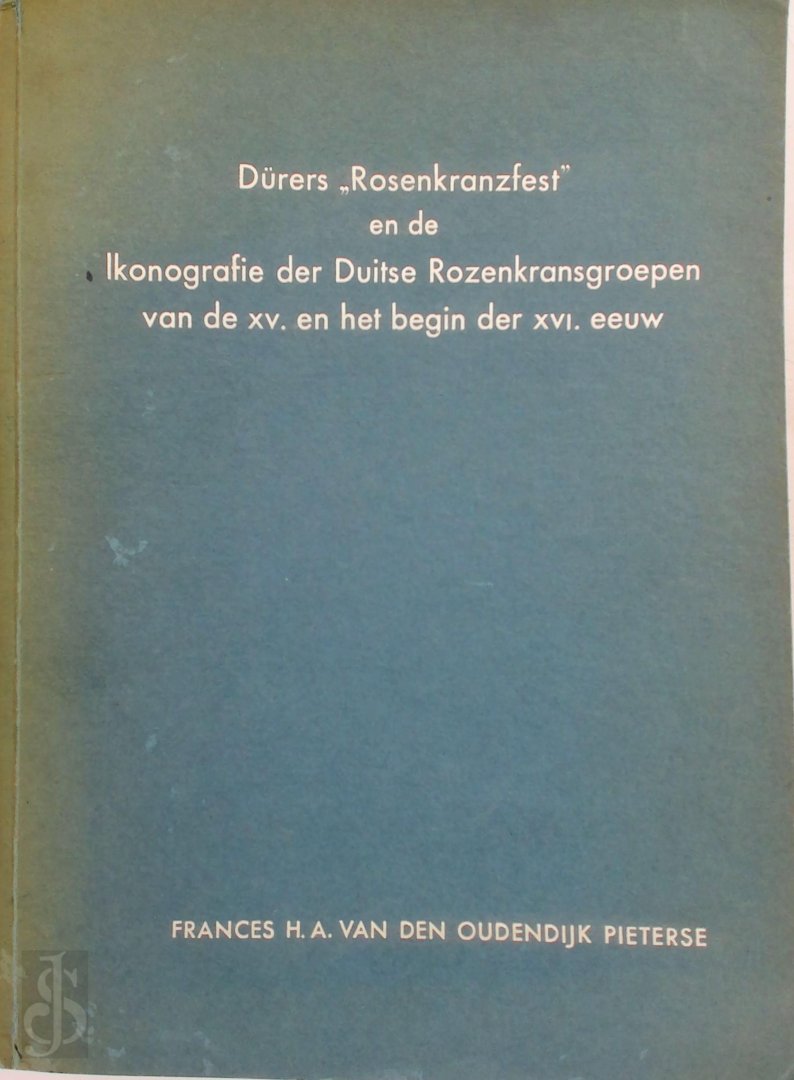 Dürers „Rosenkranzfest”
en de
Ikonografie der Duitse Rozenkransgroepen
van de XV. en het begin der XVI. eeuw
FRANCES H. A. VAN DEN OUDENDIJK PIETERSE
JS